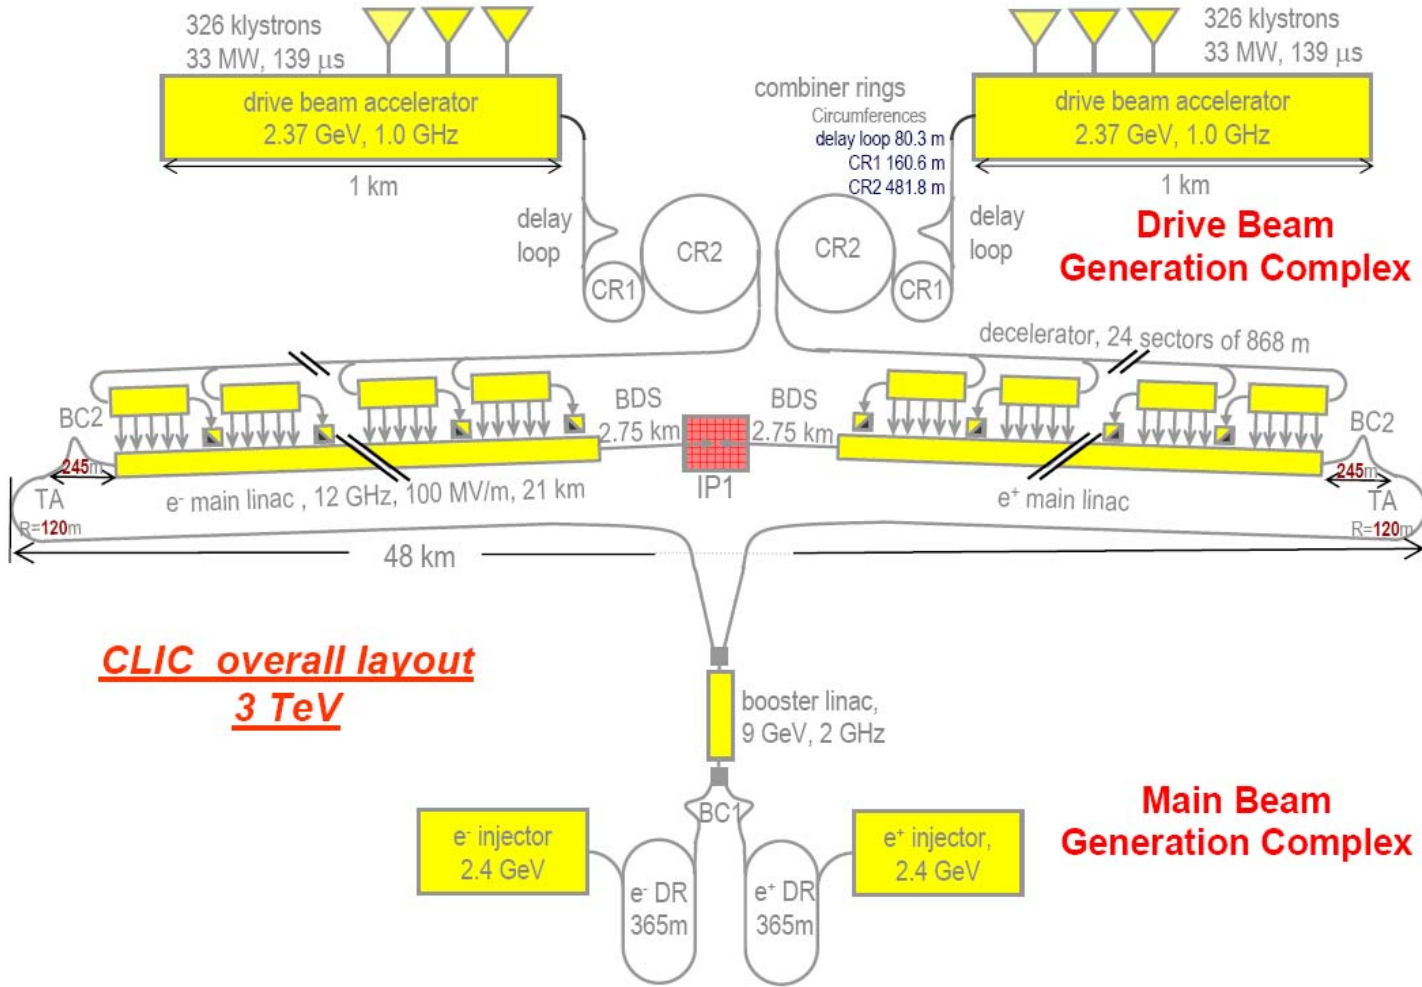 326 klystrons
33 MW, 139 μs
drive beam accelerator
2.37 GeV, 1.0 GHz
1 km
combiner rings
Circumferences
delay loop 80.3 m
CR1 160.6 m
CR2 481.8 m
326 klystrons
33 MW, 139 μs
drive beam accelerator
2.37 GeV, 1.0 GHz
1 km
delay
loop
CR1
CR2
CR2
CR1
delay
loop
Drive Beam
Generation Complex
decelerator, 24 sectors of 868 m
BC2
245m
TA
R=120m
BDS
2.75 km
IP1
BDS
2.75 km
BC2
245m
TA
R=120m
e- main linac , 12 GHz, 100 MV/m, 21 km
e+ main linac
48 km
CLIC overall layout
3 TeV
booster linac,
9 GeV, 2 GHz
BC1
e- injector
2.4 GeV
e- DR
365m
e+ DR
365m
e+ injector,
2.4 GeV
Main Beam
Generation Complex